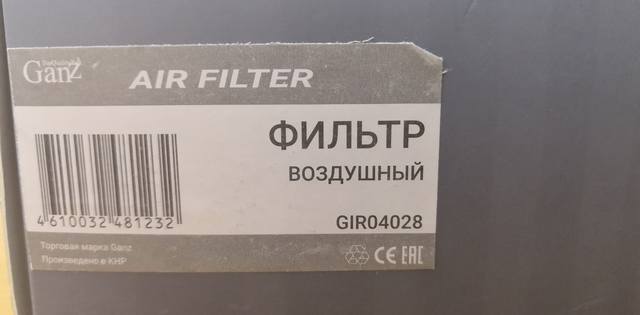 Ganz
AIR FILTER
ФИЛЬТР
ВОЗДУШНЫЙ
4 610032 481232
GIR04028
Торговая марка Ganz
Произведено в КНР
CE EAC